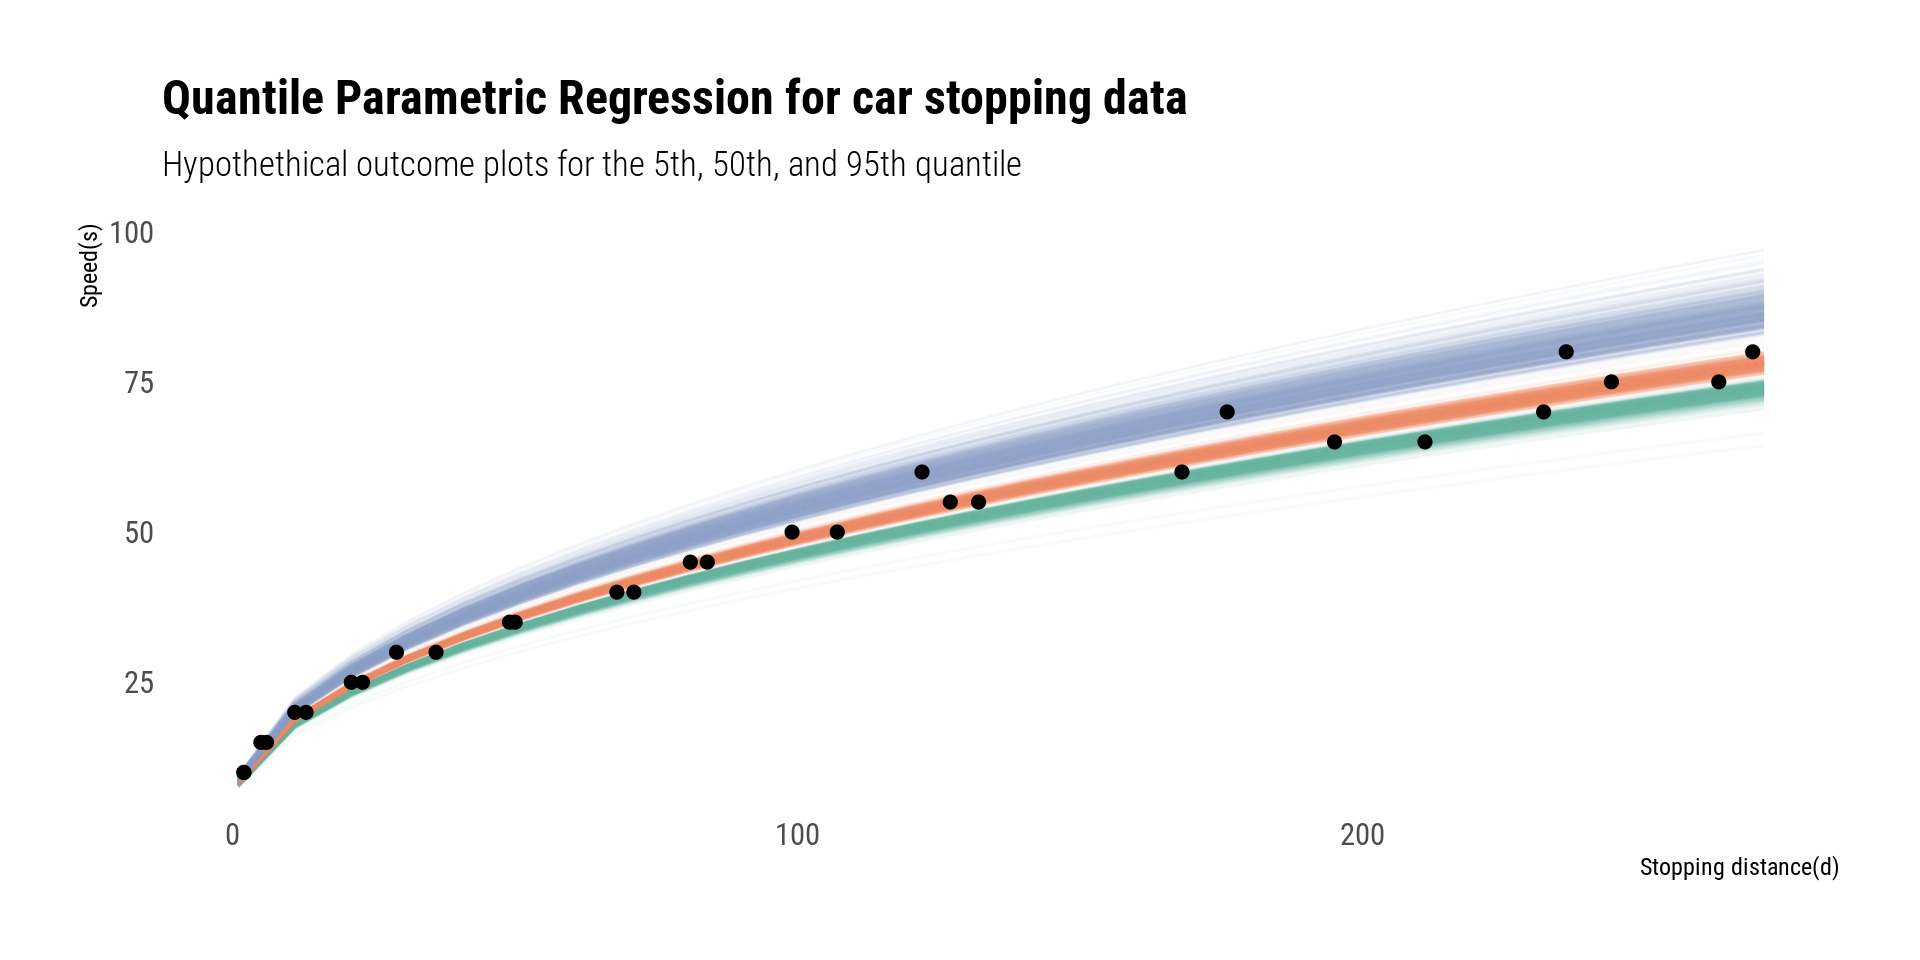 Quantile Parametric Regression for car stopping data
Hypothethical outcome plots for the 5th, 50th, and 95th quantile
Speed(s)
100
75
50
25
0 100 200
Stopping distance(d)